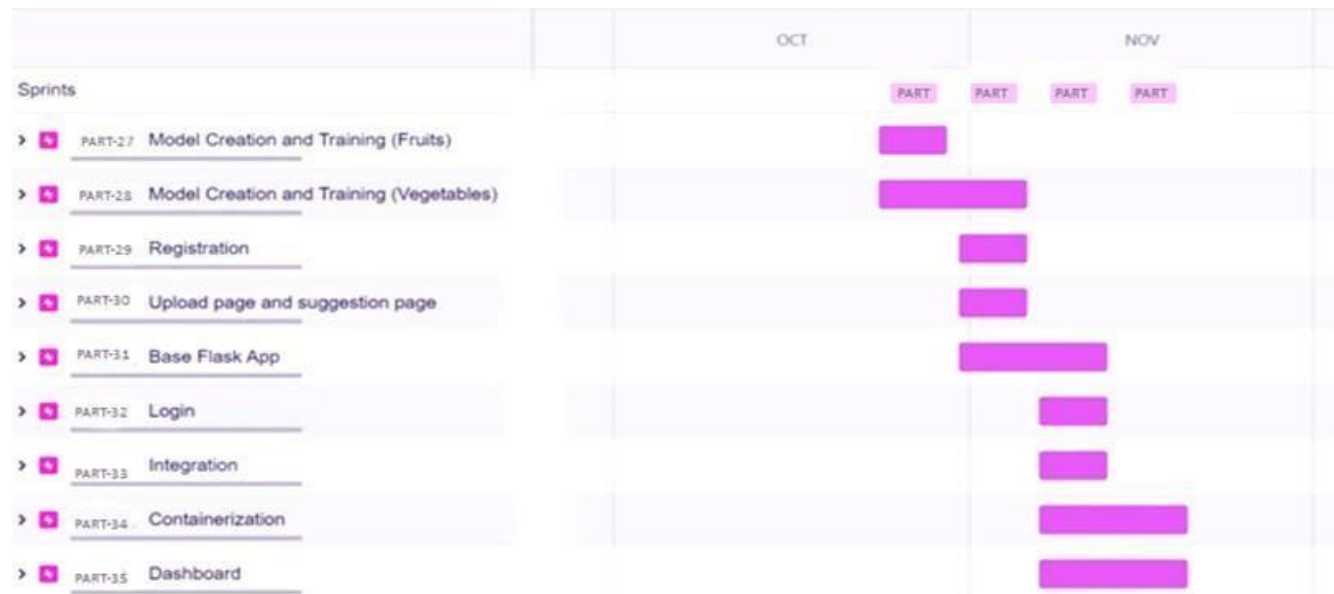 OCT NOV
Sprints PART PART PART PART
PART-27 Model Creation and Training (Fruits)
PART-28 Model Creation and Training (Vegetables)
PART-29 Registration
PART-30 Upload page and suggestion page
PART-31 Base Flask App
PART-32 Login
PART-33 Integration
PART-34 Containerization
PART-35 Dashboard